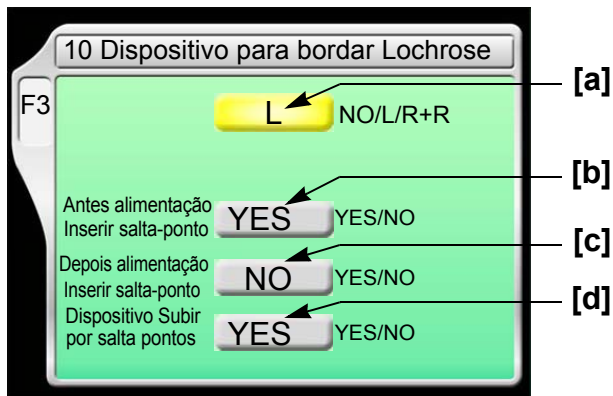 10 Dispositivo para bordar Lochrose
[a]
F3
L NO/L/R+R
[b]
Antes alimentação
Inserir salta-ponto
YES YES/NO
[c]
Depois alimentação
Inserir salta-ponto
NO YES/NO
[d]
Dispositivo Subir
por salta pontos
YES YES/NO